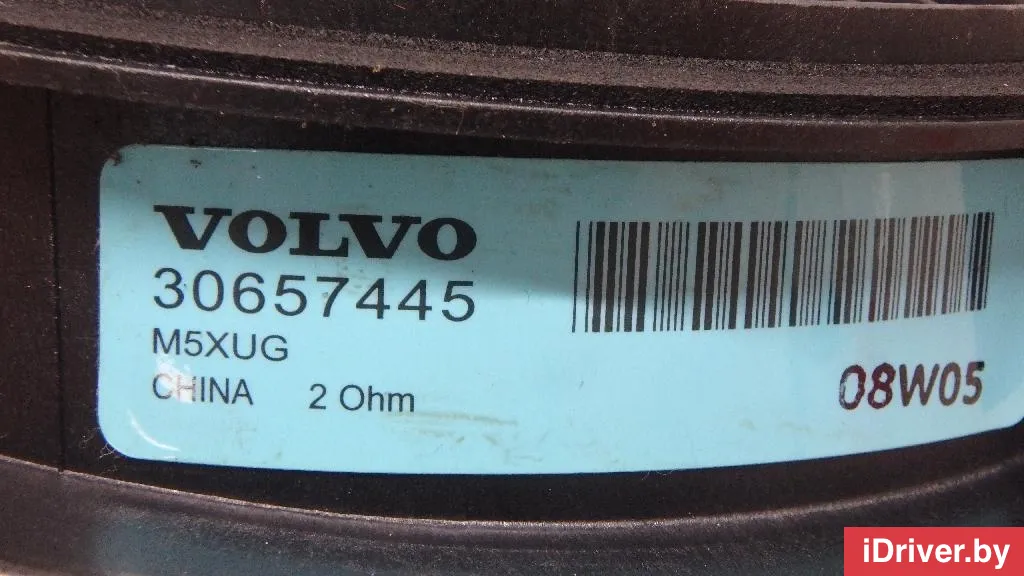 VOLVO
30657445
M5XUG
CHINA 2 Ohm
08W05
iDriver.by